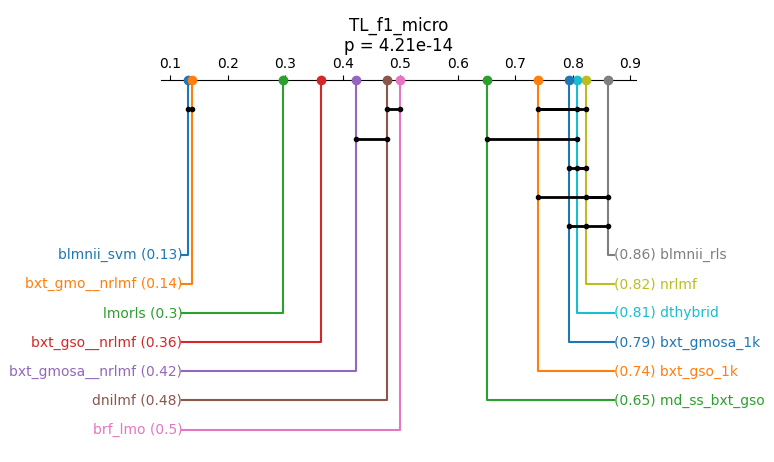 TL_f1_micro
p = 4.21e-14
0.1 0.2 0.3 0.4 0.5 0.6 0.7 0.8 0.9
blmnii_svm (0.13) (0.86) blmnii_rls
bxt_gmo__nrlmf (0.14) (0.82) nrlmf
lmorls (0.3) (0.81) dthybrid
bxt_gso__nrlmf (0.36) (0.79) bxt_gmosa_1k
bxt_gmosa__nrlmf (0.42) (0.74) bxt_gso_1k
dnilmf (0.48) (0.65) md_ss_bxt_gso
brf_lmo (0.5)